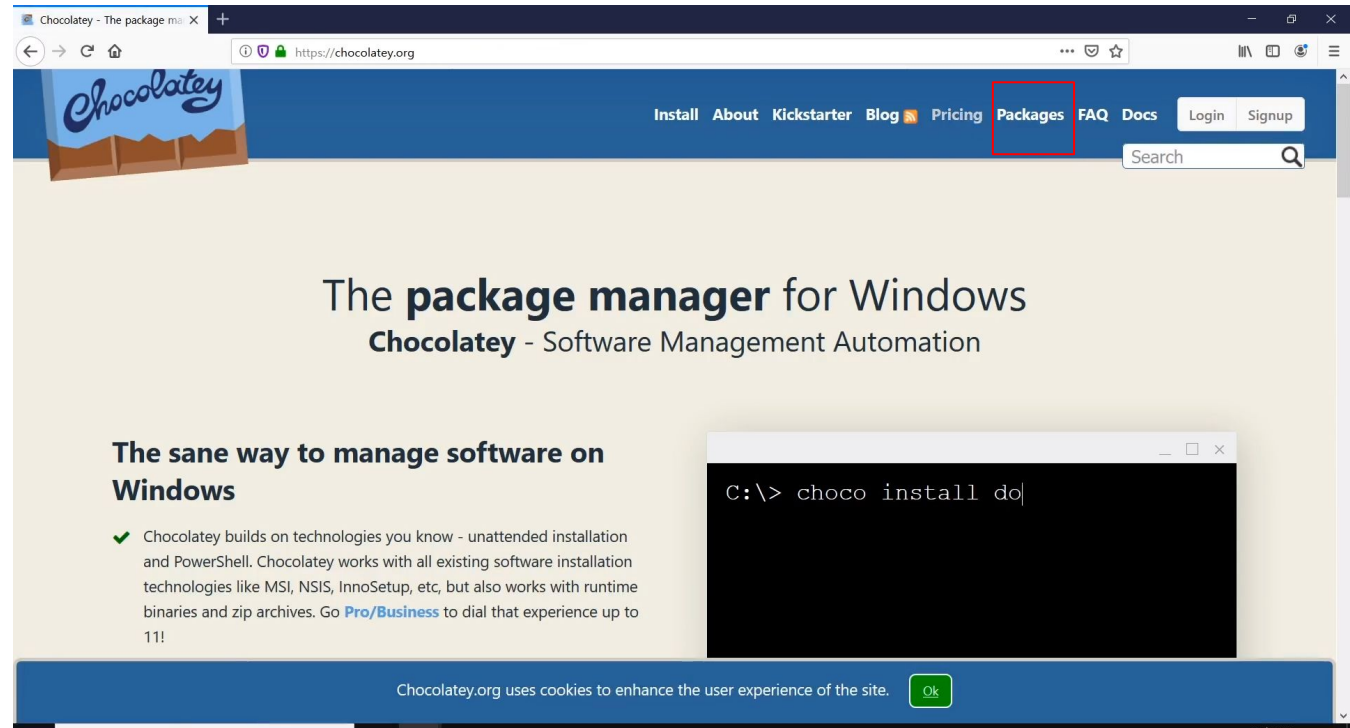 Chocolatey - The package ma
https://chocolatey.org
Chocolatey
Install About Kickstarter Blog Pricing Packages FAQ Docs Login Signup
Search
The package manager for Windows
Chocolatey - Software Management Automation
The sane way to manage software on
Windows
Chocolatey builds on technologies you know - unattended installation
and PowerShell. Chocolatey works with all existing software installation
technologies like MSI, NSIS, InnoSetup, etc, but also works with runtime
binaries and zip archives. Go Pro/Business to dial that experience up to
11!
C:\> choco install do
Chocolatey.org uses cookies to enhance the user experience of the site. Ok